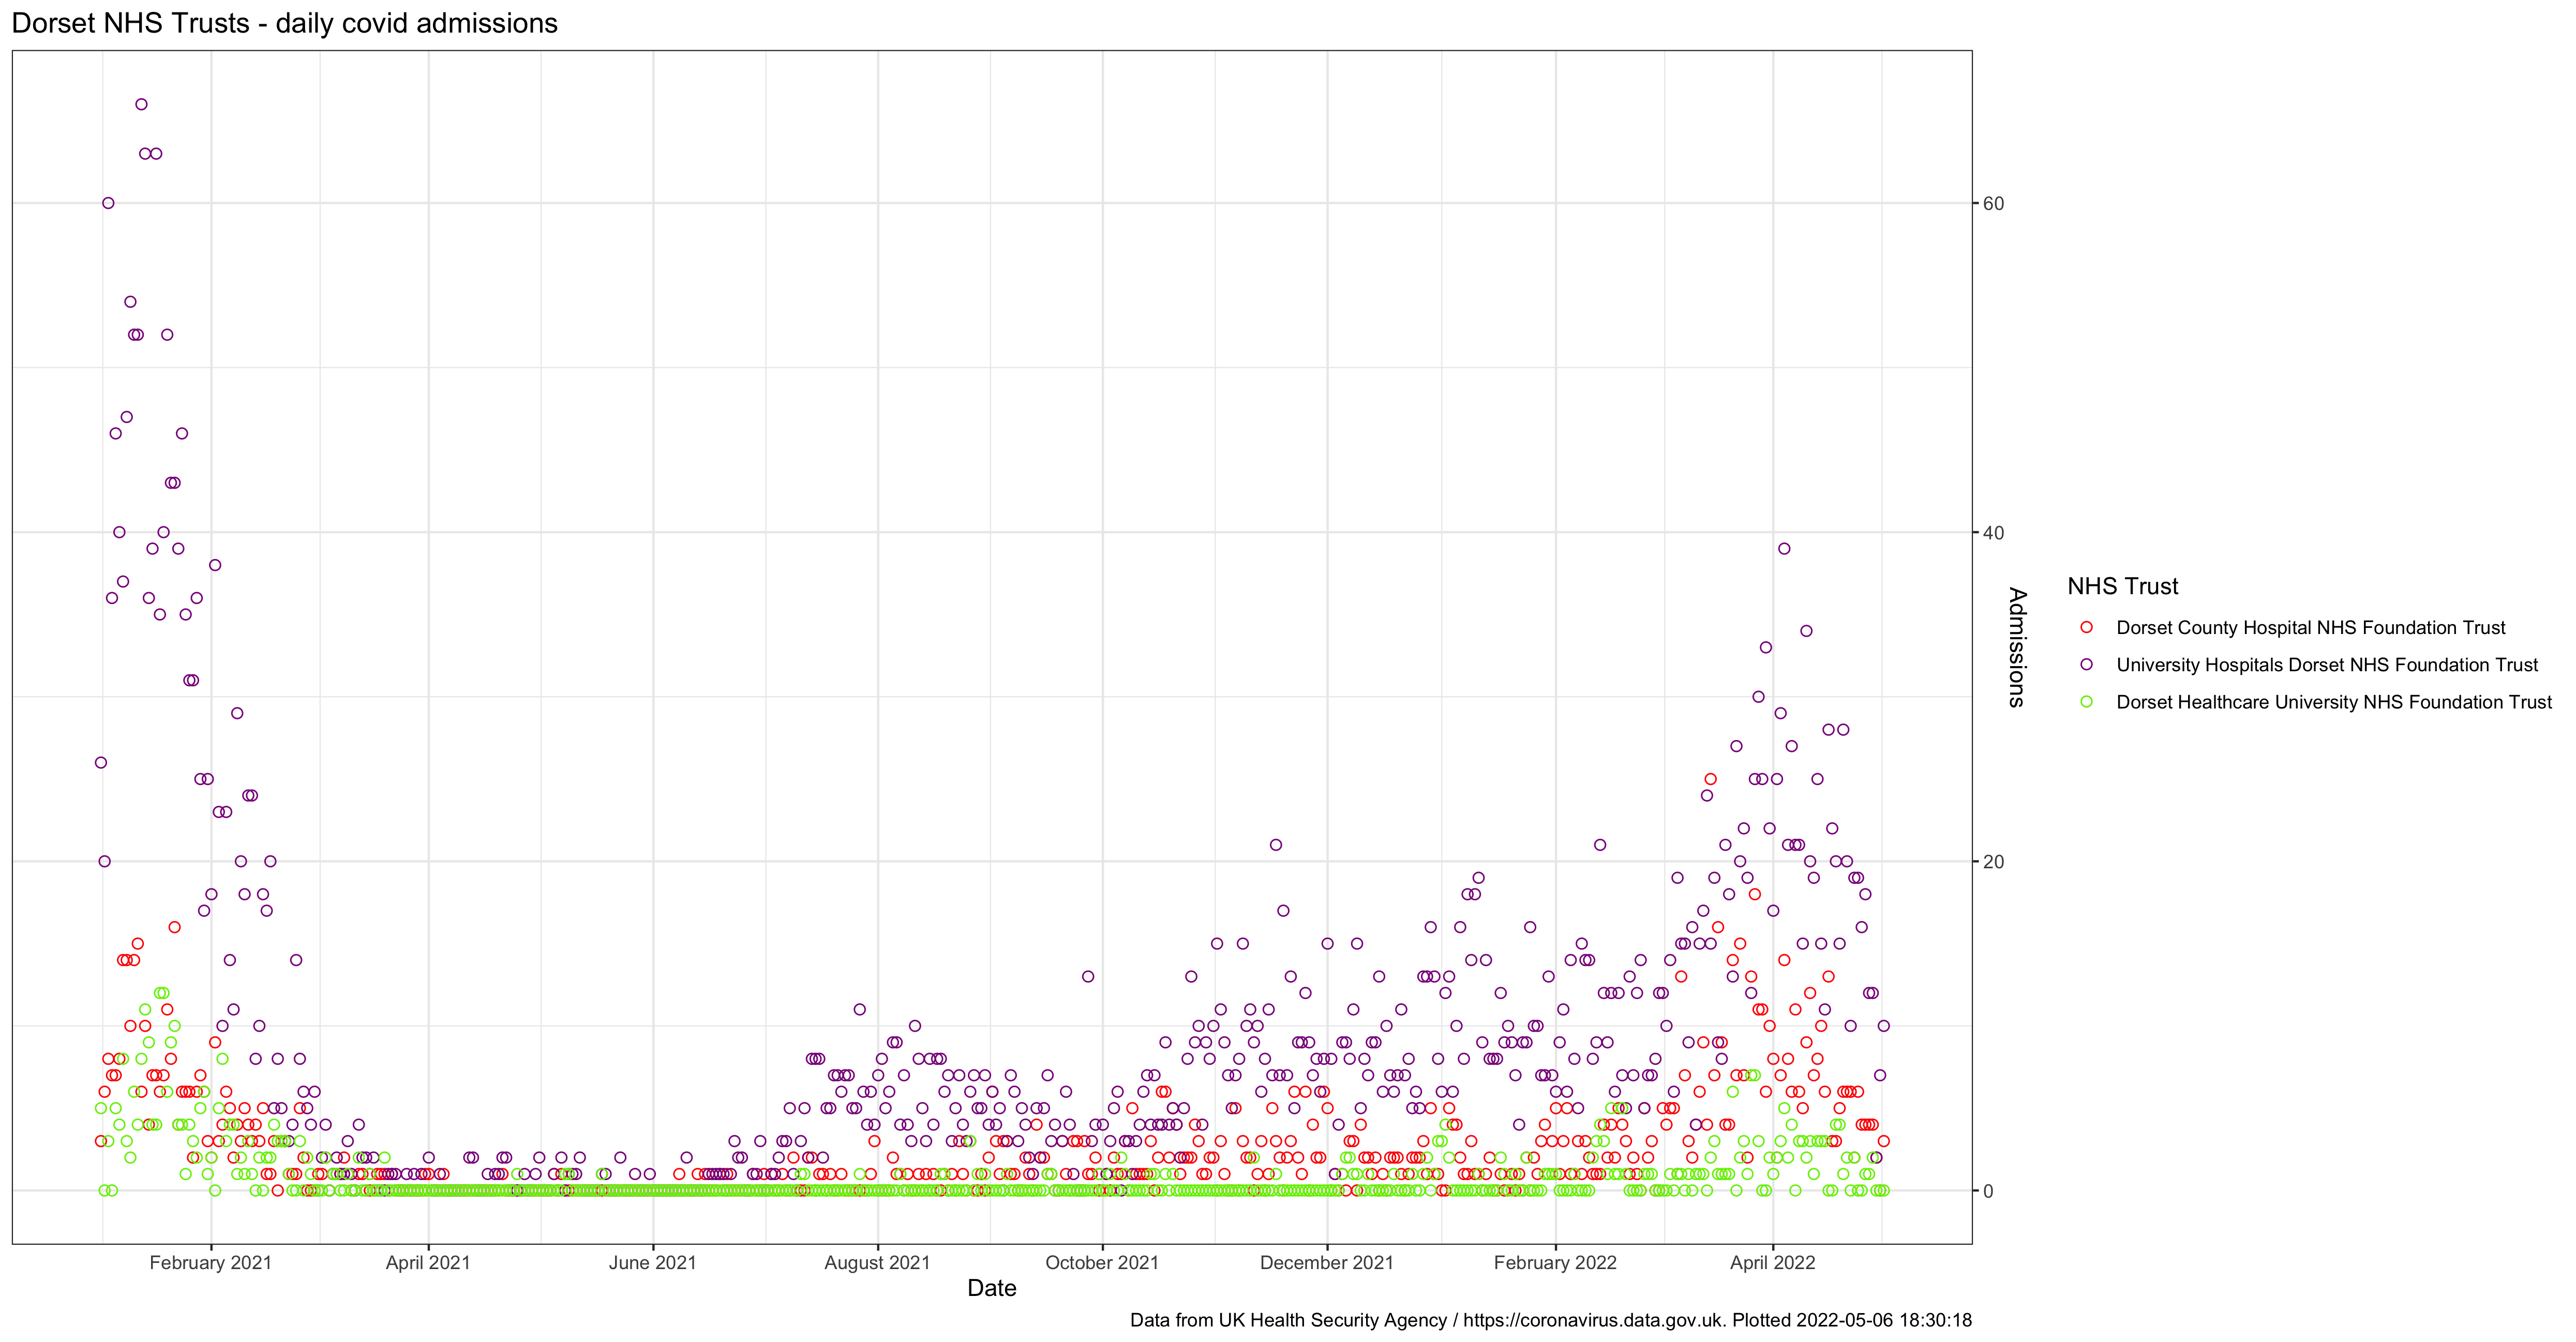 Dorset NHS Trusts - daily covid admissions
60
40
20
0
Admissions
NHS Trust
Dorset County Hospital NHS Foundation Trust
University Hospitals Dorset NHS Foundation Trust
Dorset Healthcare University NHS Foundation Trust
February 2021 April 2021 June 2021 August 2021 October 2021 December 2021 February 2022 April 2022
Date
Data from UK Health Security Agency / https://coronavirus.data.gov.uk. Plotted 2022-05-06 18:30:18